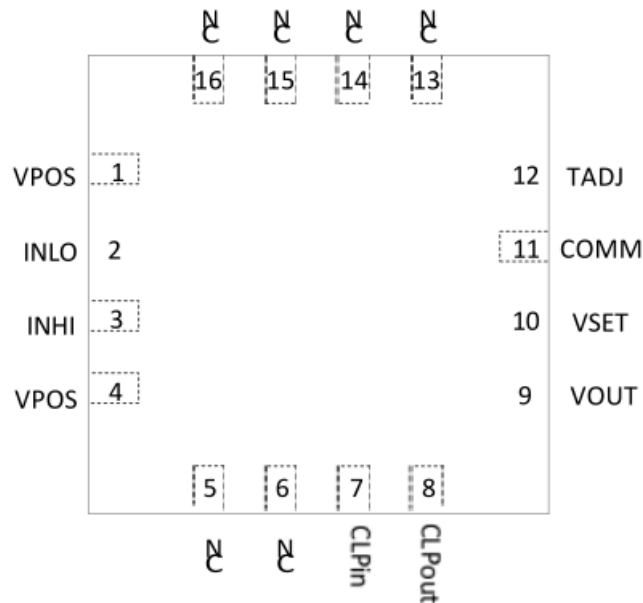 NC NC NC NC
16 15 14 13
VPOS 1 12 TADJ
INLO 2 11 COMM
INHI 3 10 VSET
VPOS 4 9 VOUT
5 6 7 8
NC NC CLPin CLPout